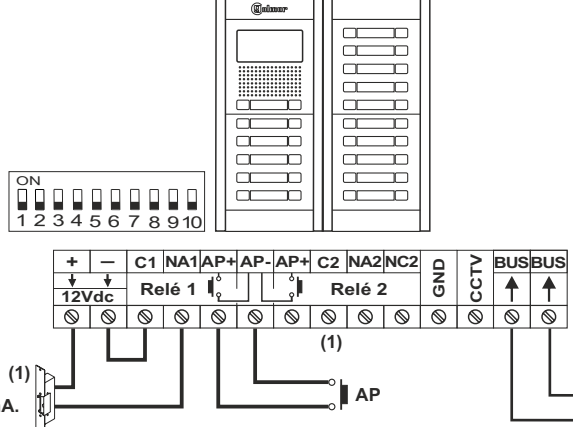 Golmar
ON
1 2 3 4 5 6 7 8 9 10
+ – C1 NA1 AP+ AP- AP+ C2 NA2 NC2 GND CCTV BUS BUS
12Vdc Relé 1 Relé 2
(1)
(1)
A.
AP